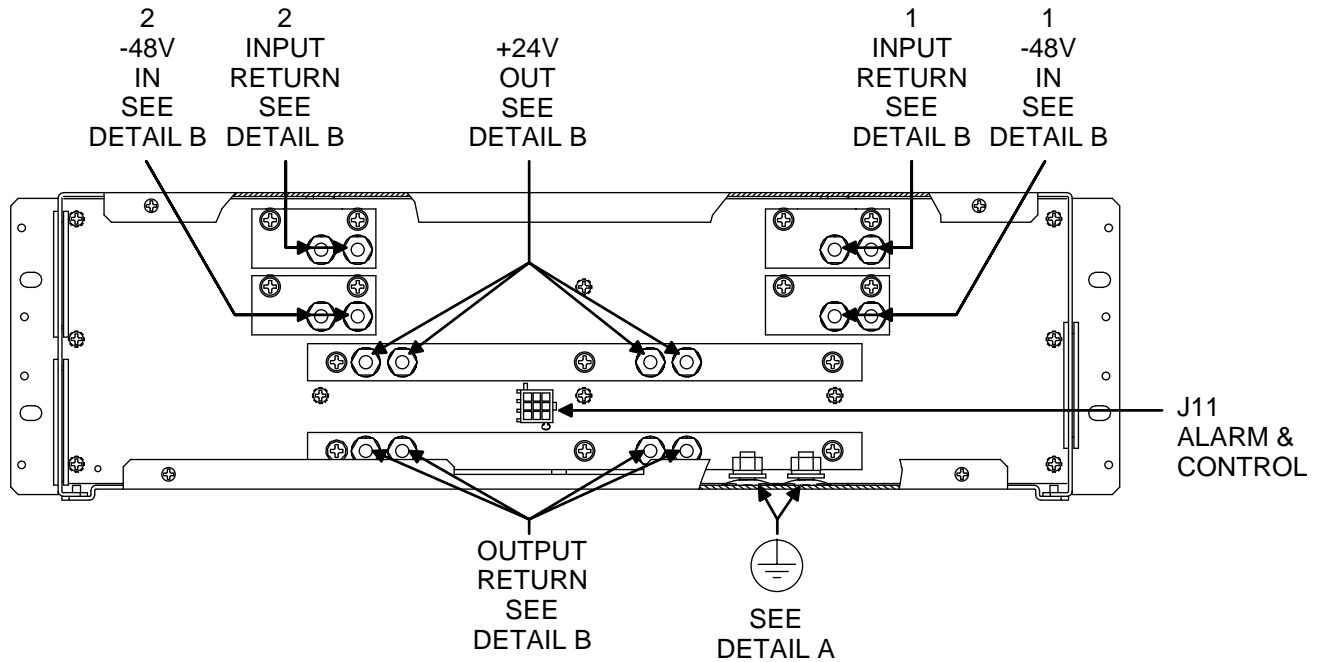 2
-48V
IN
SEE
DETAIL B
2
INPUT
RETURN
SEE
DETAIL B
+24V
OUT
SEE
DETAIL B
1
INPUT
RETURN
SEE
DETAIL B
1
-48V
IN
SEE
DETAIL B
J11
ALARM &
CONTROL
OUTPUT
RETURN
SEE
DETAIL B
SEE
DETAIL A